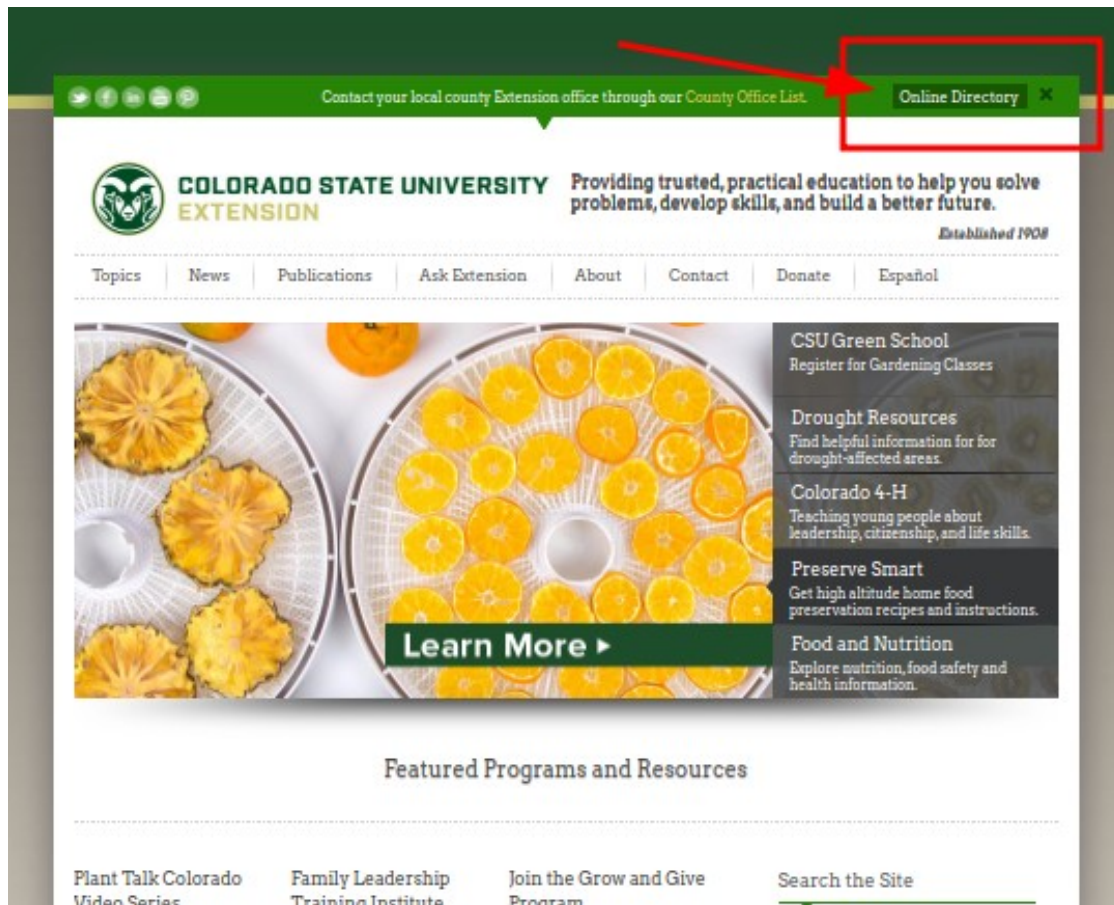 Contact your local county Extension office through our County Office List.
Online Directory
COLORADO STATE UNIVERSITY
EXTENSION
Providing trusted, practical education to help you solve
problems, develop skills, and build a better future.
Established 1908
Topics
News
Publications
Ask Extension
About
Contact
Donate
Español
CSU Green School
Register for Gardening Classes
Drought Resources
Find helpful information for for
drought-affected areas.
Colorado 4-H
Teaching young people about
leadership, citizenship, and life skills.
Preserve Smart
Get high altitude home food
preservation recipes and instructions.
Food and Nutrition
Explore nutrition, food safety and
health information.
Learn More
Featured Programs and Resources
Plant Talk Colorado
Video Series
Family Leadership
Training Institute
Join the Grow and Give
Program
Search the Site